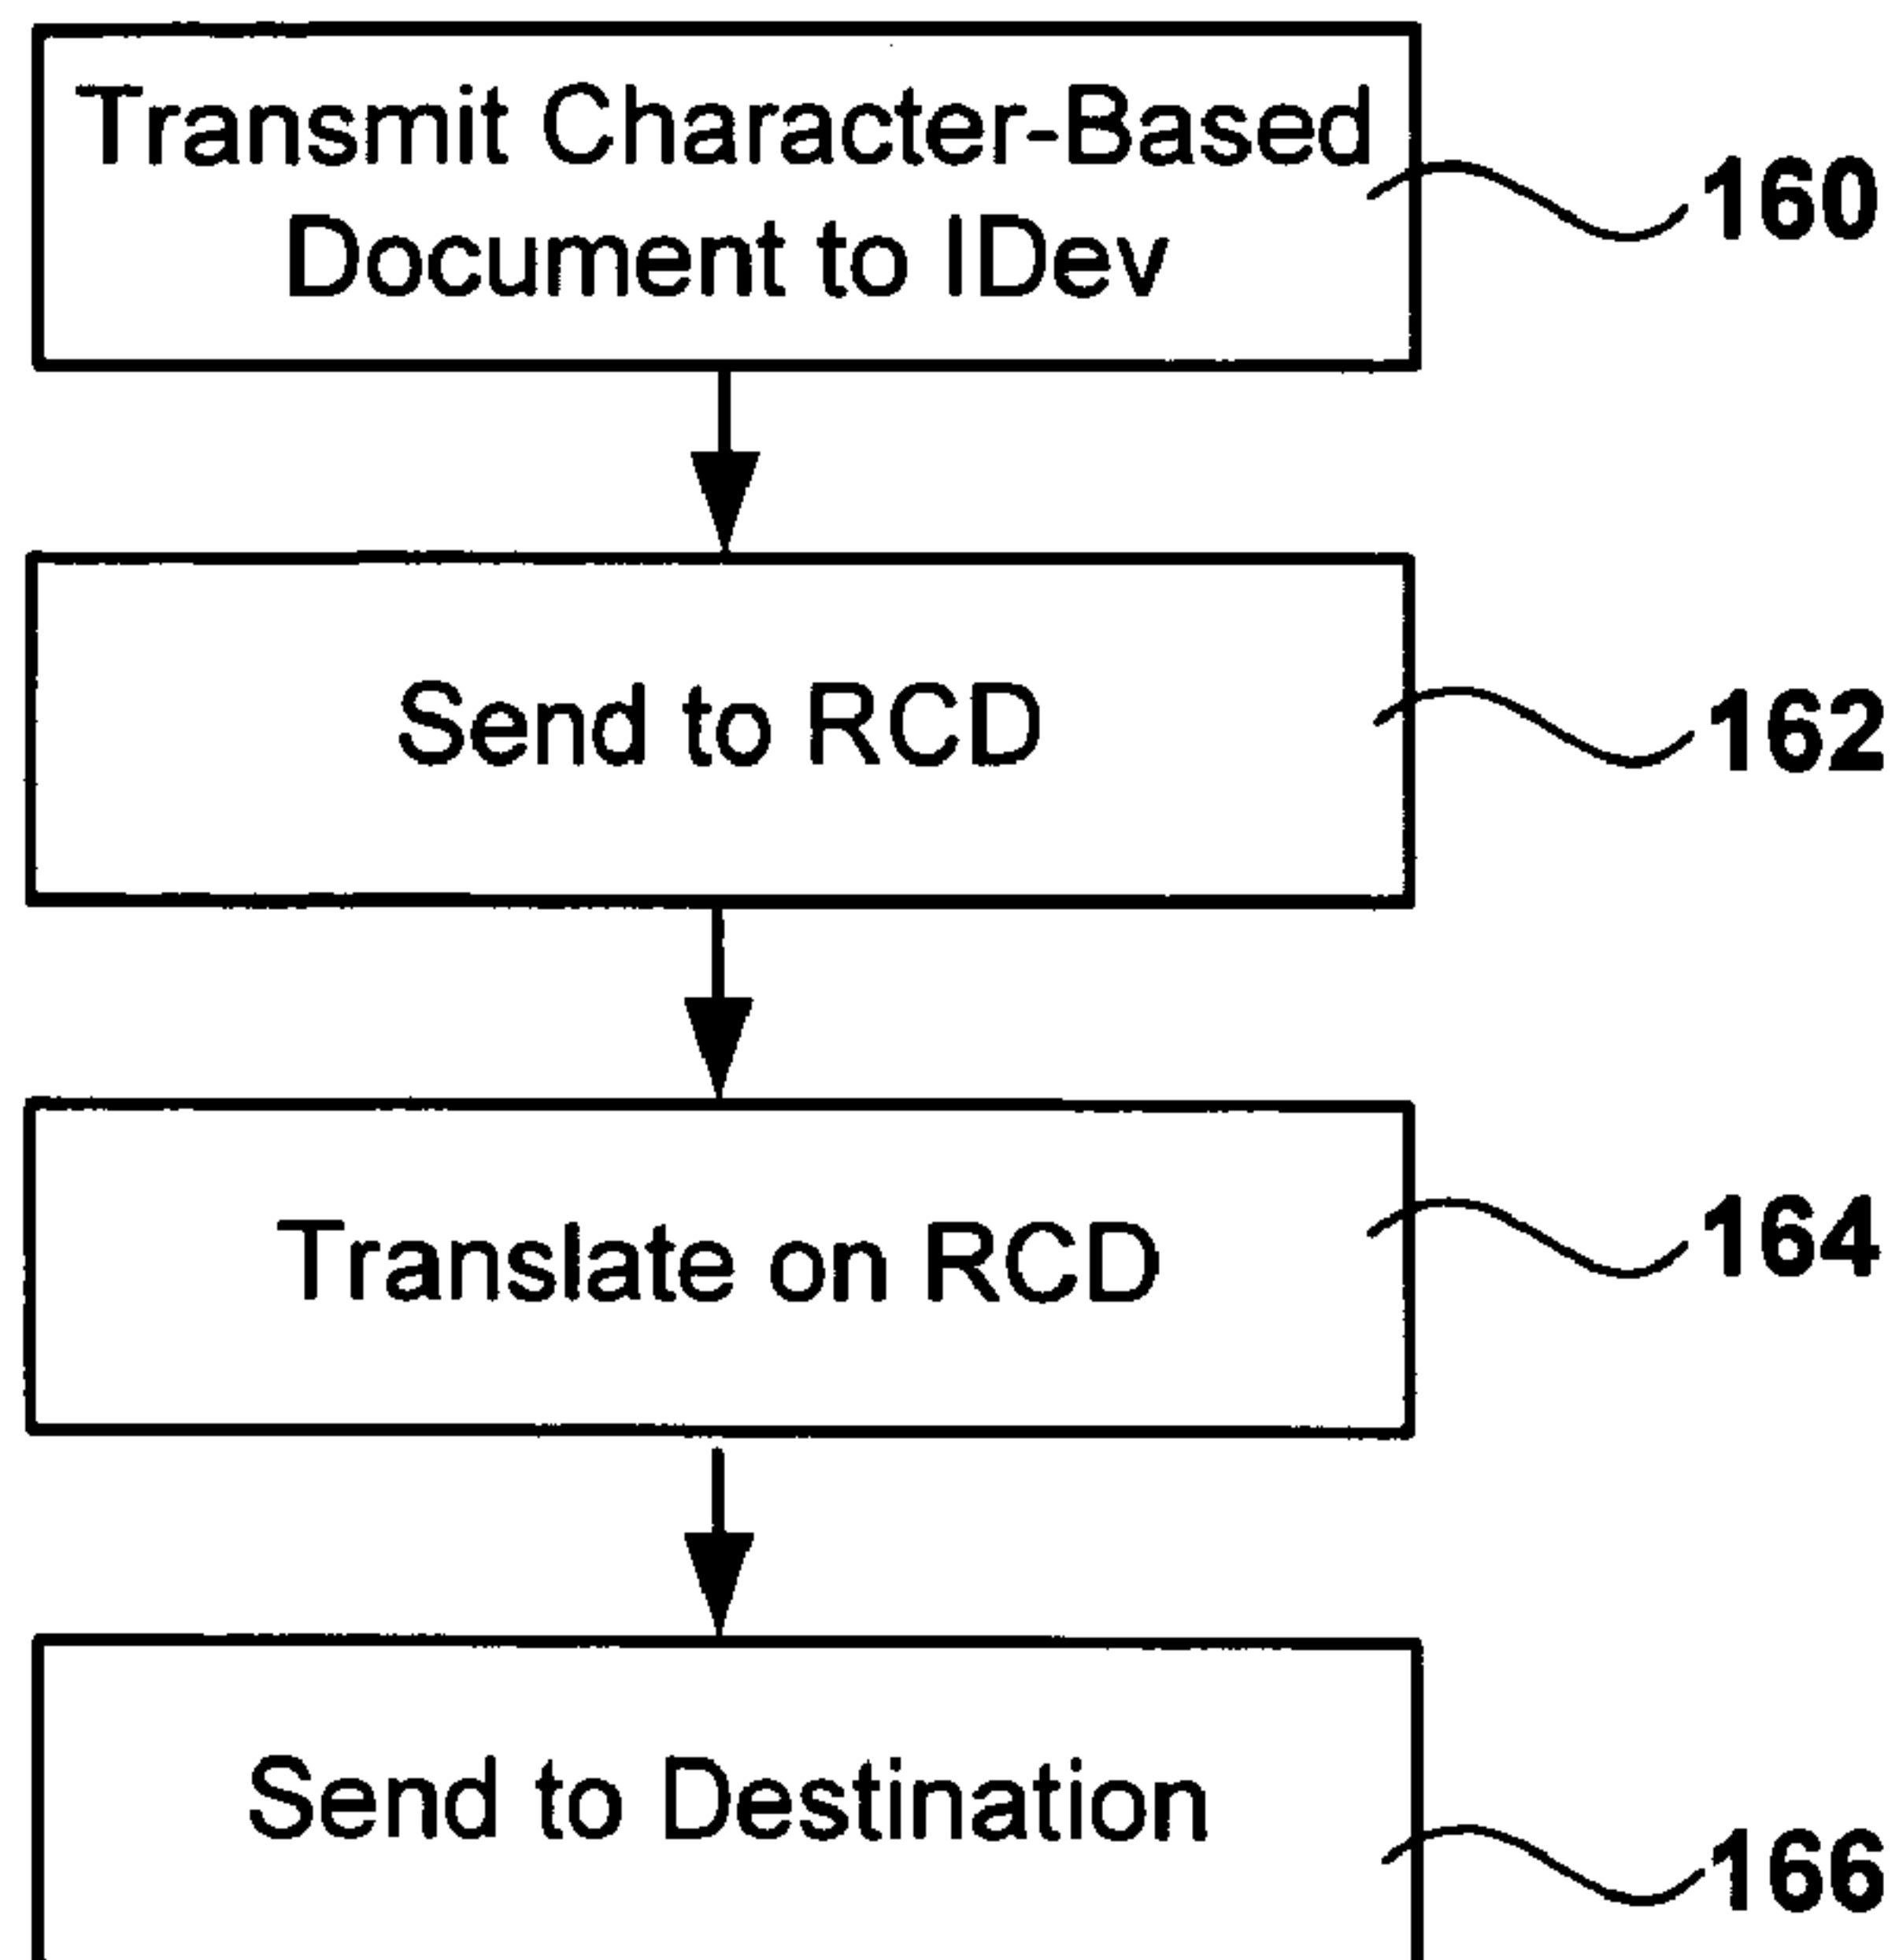 Transmit Character-Based
Document to IDev
160
Send to RCD
162
Translate on RCD
164
Send to Destination
166